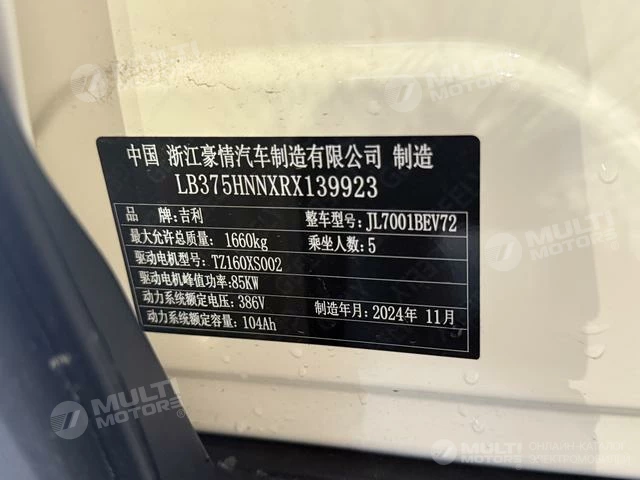 中国 浙江豪情汽车制造有限公司 制造
LB375HNNXRX139923
品 牌:吉利 整车型号:JL7001BEV72
最大允许总质量: 1660kg 乘坐人数:5
驱动电机型号:TZ160XS002
驱动电机峰值功率:85KW
动力系统额定电压: 386V 制造年月:2024年 11月
动力系统额定容量: 104Ah
MULTI MOTORS
MULTI MOTORS
MULTI MOTORS
MULTI MOTORS
ОНЛАЙН-КАТАЛОГ
ЭЛЕКТРОМОБИЛЕЙ